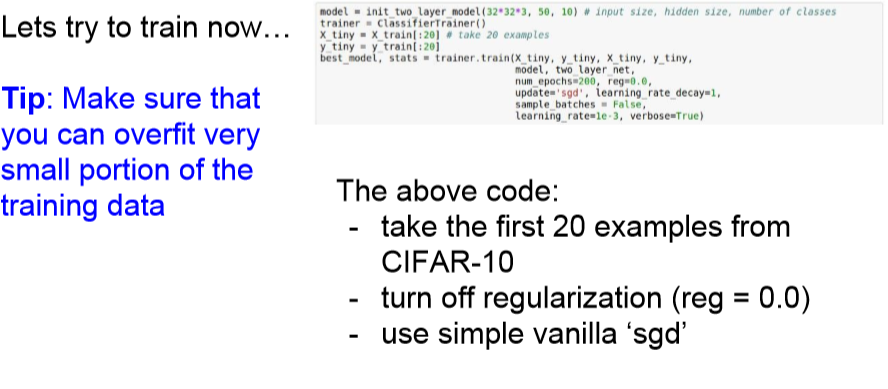 Lets try to train now…
Tip: Make sure that
you can overfit very
small portion of the
training data
model = init_two_layer_model(32*32*3, 50, 10) # input size, hidden size, number of classes
trainer = ClassifierTrainer()
X_tiny = X_train[:20] # take 20 examples
y_tiny = y_train[:20]
best_model, stats = trainer.train(X_tiny, y_tiny, X_tiny, y_tiny,
model, two_layer_net,
num_epochs=200, reg=0.0,
update='sgd', learning_rate_decay=1,
sample_batches = False,
learning_rate=1e-3, verbose=True)
The above code:
- take the first 20 examples from
CIFAR-10
- turn off regularization (reg = 0.0)
- use simple vanilla ‘sgd’